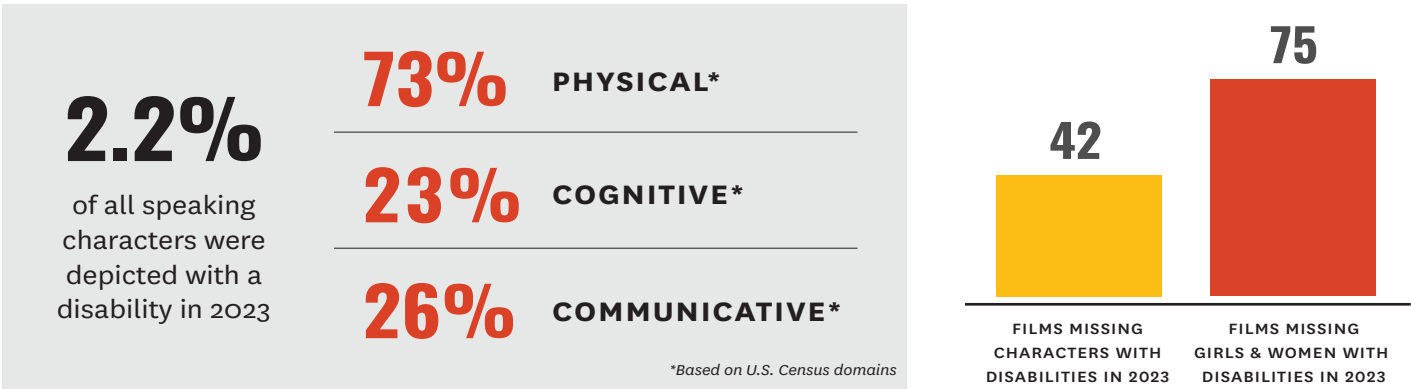 2.2%
of all speaking
characters were
depicted with a
disability in 2023
73% PHYSICAL*
23% COGNITIVE*
26% COMMUNICATIVE*
*Based on U.S. Census domains
42
FILMS MISSING
CHARACTERS WITH
DISABILITIES IN 2023
75
FILMS MISSING
GIRLS & WOMEN WITH
DISABILITIES IN 2023